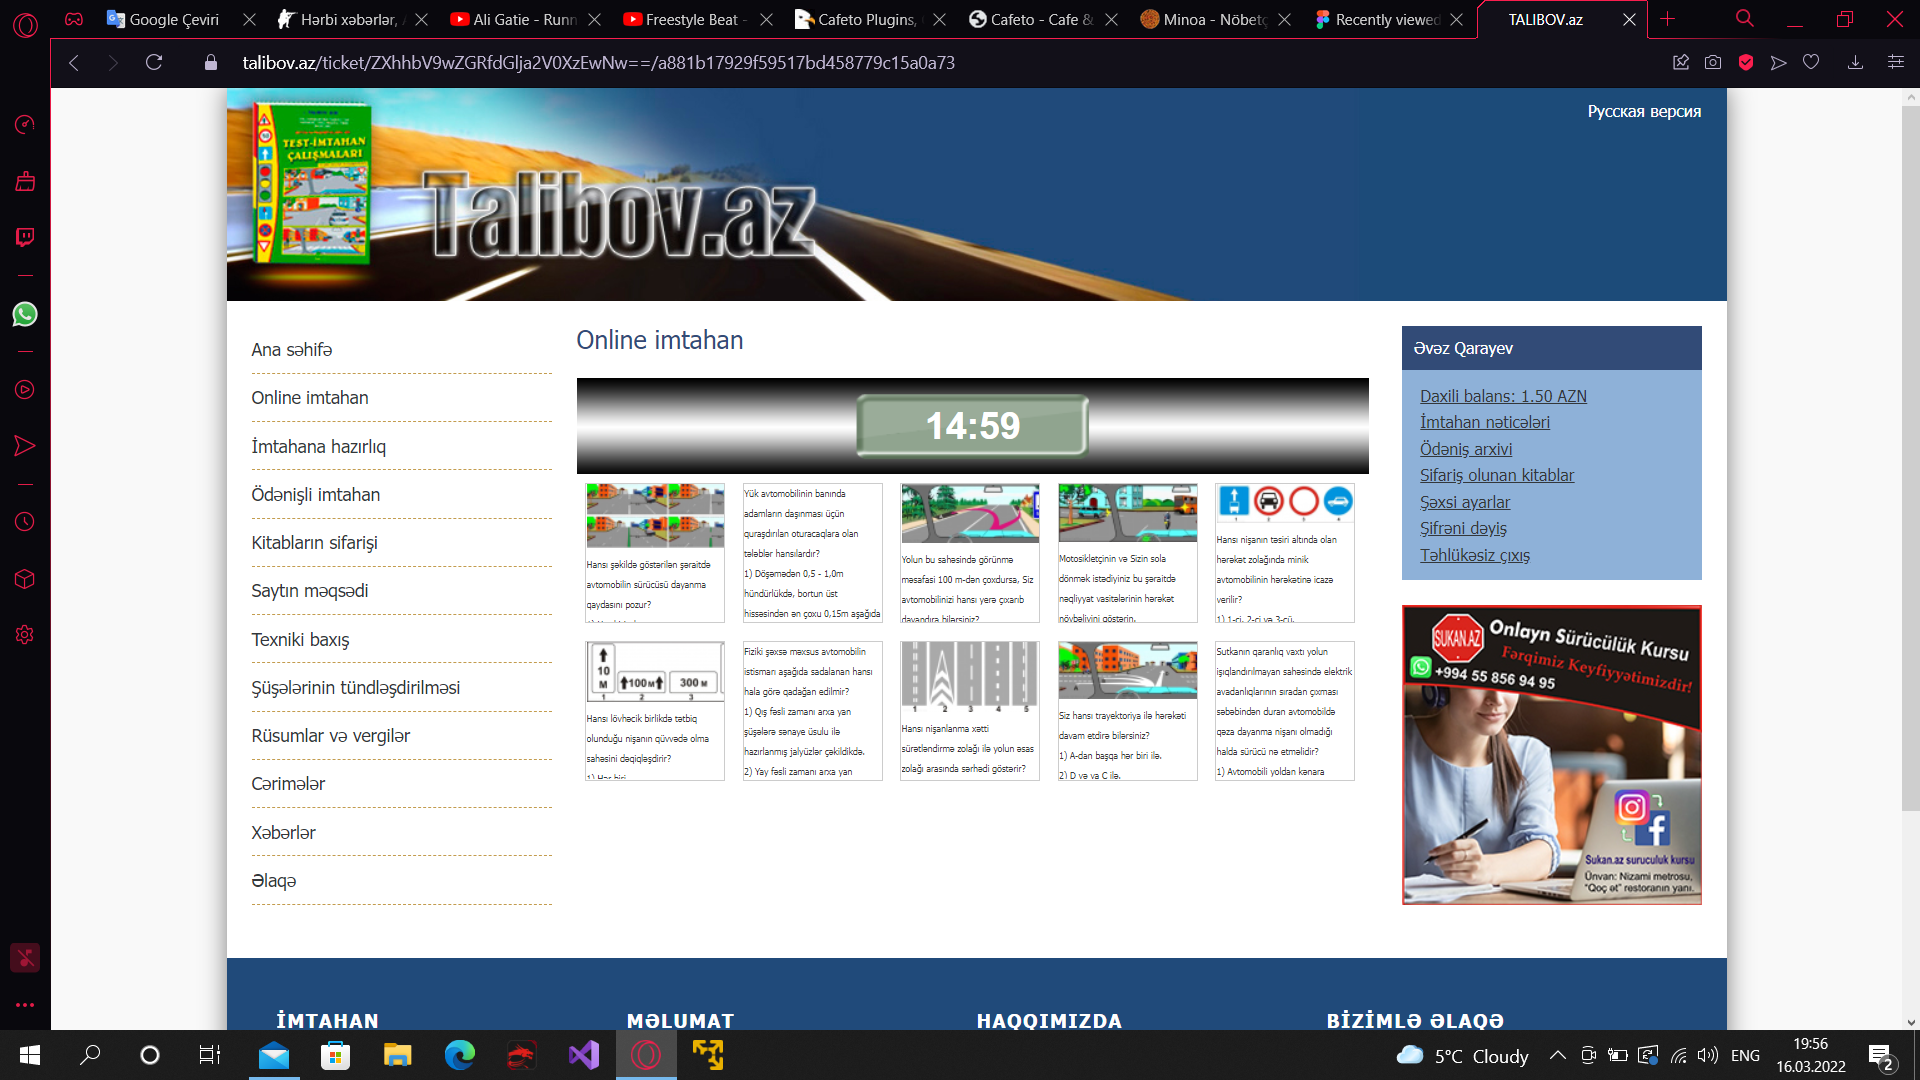 Google Çeviri
Hərbi xəbərlər,
Ali Gatie - Runn
Freestyle Beat -
Cafeto Plugins,
Cafeto - Cafe &
Minoa - Nöbetç
Recently viewed
TALIBOV.az
talibov.az/ticket/ZXhhbV9wZGRfdGlja2V0XzEwNw==/a881b17929f59517bd458779c15a0a73
Русская версия
TEST-İMTAHAN
ÇALIŞMALARI
Talibov.az
Ana səhifə
Online imtahan
İmtahana hazırlıq
Ödənişli imtahan
Kitabların sifarişi
Saytın məqsədi
Texniki baxış
Şüşələrinin tündləşdirilməsi
Rüsumlar və vergilər
Cərimələr
Xəbərlər
Əlaqə
Online imtahan
14:59
Hansı şəkildə göstərilən şəraitdə
avtomobilin sürücüsü dayanma
qaydasını pozur?
Yük avtomobilinin banında
adamların daşınması üçün
quraşdırılan oturacaqlara olan
tələblər hansılardır?
1) Döşəmədən 0,5 - 1,0m
hündürlükdə, bortun üst
hissəsindən ən çoxu 0,15m aşağıda
Yolun bu sahəsində görünmə
məsafəsi 100 m-dən çoxdursa, Siz
avtomobilinizi hansı yerə çıxarıb
dayandıra bilərsiniz?
Motosikletçinin və Sizin sola
dönmək istədiyiniz bu şəraitdə
nəqliyyat vasitələrinin hərəkət
növbəliyini göstərin.
1 2 3 4
Hansı nişanın təsiri altında olan
hərəkət zolağında minik
avtomobilinin hərəkətinə icazə
verilir?
1) 1-ci, 2-ci və 3-cü.
10 M
100 м
300 м
1 2 3
Hansı lövhəcik birlikdə tətbiq
olunduğu nişanın qüvvədə olma
sahəsini dəqiqləşdirir?
1) Hər biri.
Fiziki şəxsə məxsus avtomobilin
istismarı aşağıda sadalanan hansı
hala görə qadağan edilmir?
1) Qış fəsli zamanı arxa yan
şüşələrə sənaye üsulu ilə
hazırlanmış jalyüzlər çəkildikdə.
2) Yay fəsli zamanı arxa yan
1 2 3 4 5
Hansı nişanlanma xətti
sürətləndirmə zolağı ilə yolun əsas
zolağı arasında sərhədi göstərir?
Siz hansı trayektoriya ilə hərəkəti
davam etdirə bilərsiniz?
1) A-dan başqa hər biri ilə.
2) D və ya C ilə.
Sutkanın qaranlıq vaxtı yolun
işıqlandırılmayan sahəsində elektrik
avadanlıqlarının sıradan çıxması
səbəbindən duran avtomobildə
qəza dayanma nişanı olmadığı
halda sürücü nə etməlidir?
1) Avtomobili yoldan kənara
Əvəz Qarayev
Daxili balans: 1.50 AZN
İmtahan nəticələri
Ödəniş arxivi
Sifariş olunan kitablar
Şəxsi ayarlar
Şifrəni dəyiş
Təhlükəsiz çıxış
SUKAN.AZ
Onlayn Sürücülük Kursu
Fərqimiz Keyfiyyətimizdir!
+994 55 856 94 95
Sukan.az suruculuk kursu
Ünvan: Nizami metrosu,
"Qoç ət" restoranın yanı.
İMTAHAN
MƏLUMAT
HAQQIMIZDA
BİZİMLƏ ƏLAQƏ
5°C Cloudy
ENG
19:56
16.03.2022
2